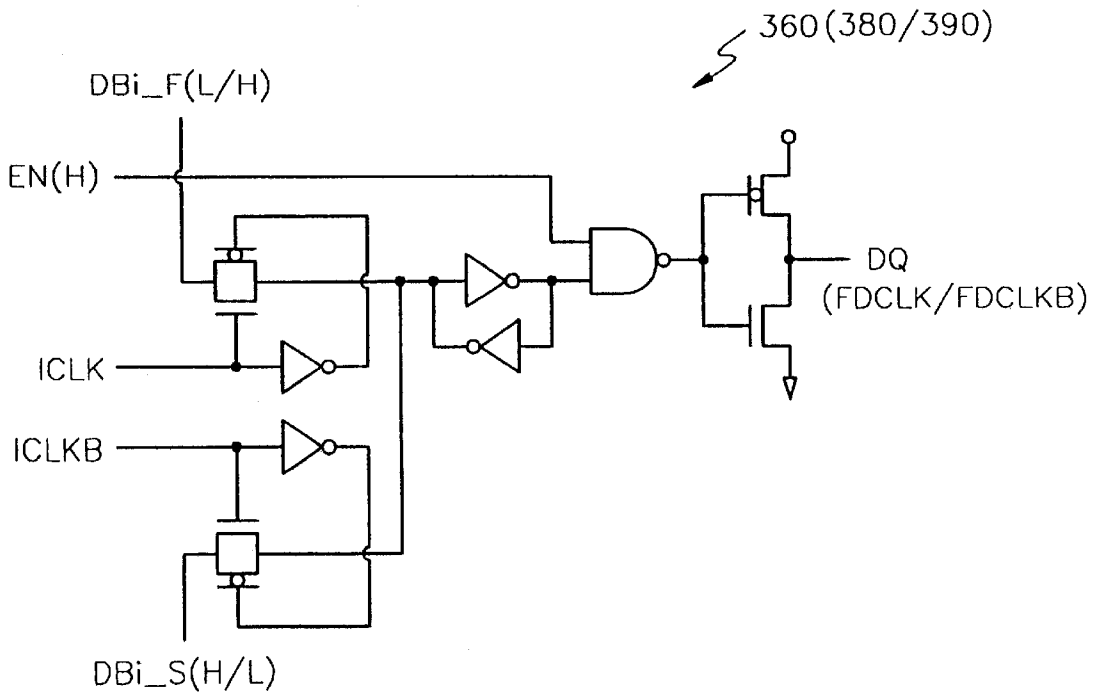 360(380/390)
DBi_F(L/H)
EN(H)
DQ
(FDCLK/FDCLKB)
ICLK
ICLKB
DBi_S(H/L)